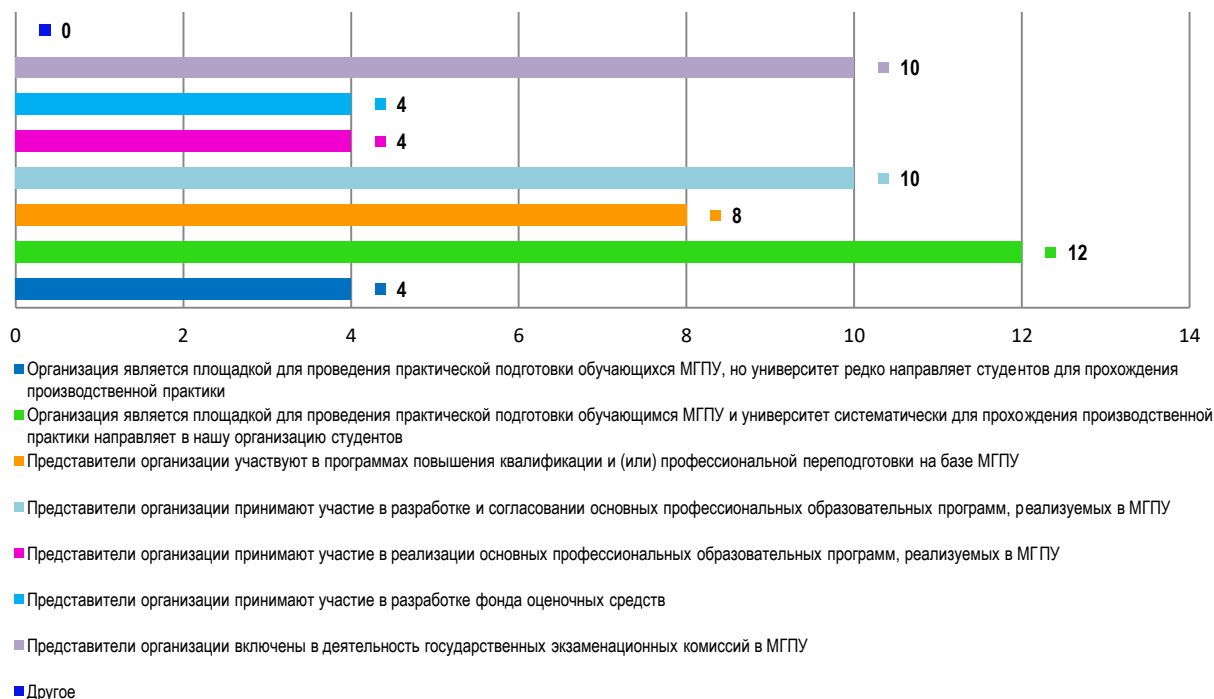 0
10
4
4
10
8
12
4
0 2 4 6 8 10 12 14
Организация является площадкой для проведения практической подготовки обучающихся МГПУ, но университет редко направляет студентов для прохождения
производственной практики
Организация является площадкой для проведения практической подготовки обучающимся МГПУ и университет систематически для прохождения производственной
практики направляет в нашу организацию студентов
Представители организации участвуют в программах повышения квалификации и (или) профессиональной переподготовки на базе МГПУ
Представители организации принимают участие в разработке и согласовании основных профессиональных образовательных программ, реализуемых в МГПУ
Представители организации принимают участие в реализации основных профессиональных образовательных программ, реализуемых в МГПУ
Представители организации принимают участие в разработке фонда оценочных средств
Представители организации включены в деятельность государственных экзаменационных комиссий в МГПУ
Другое